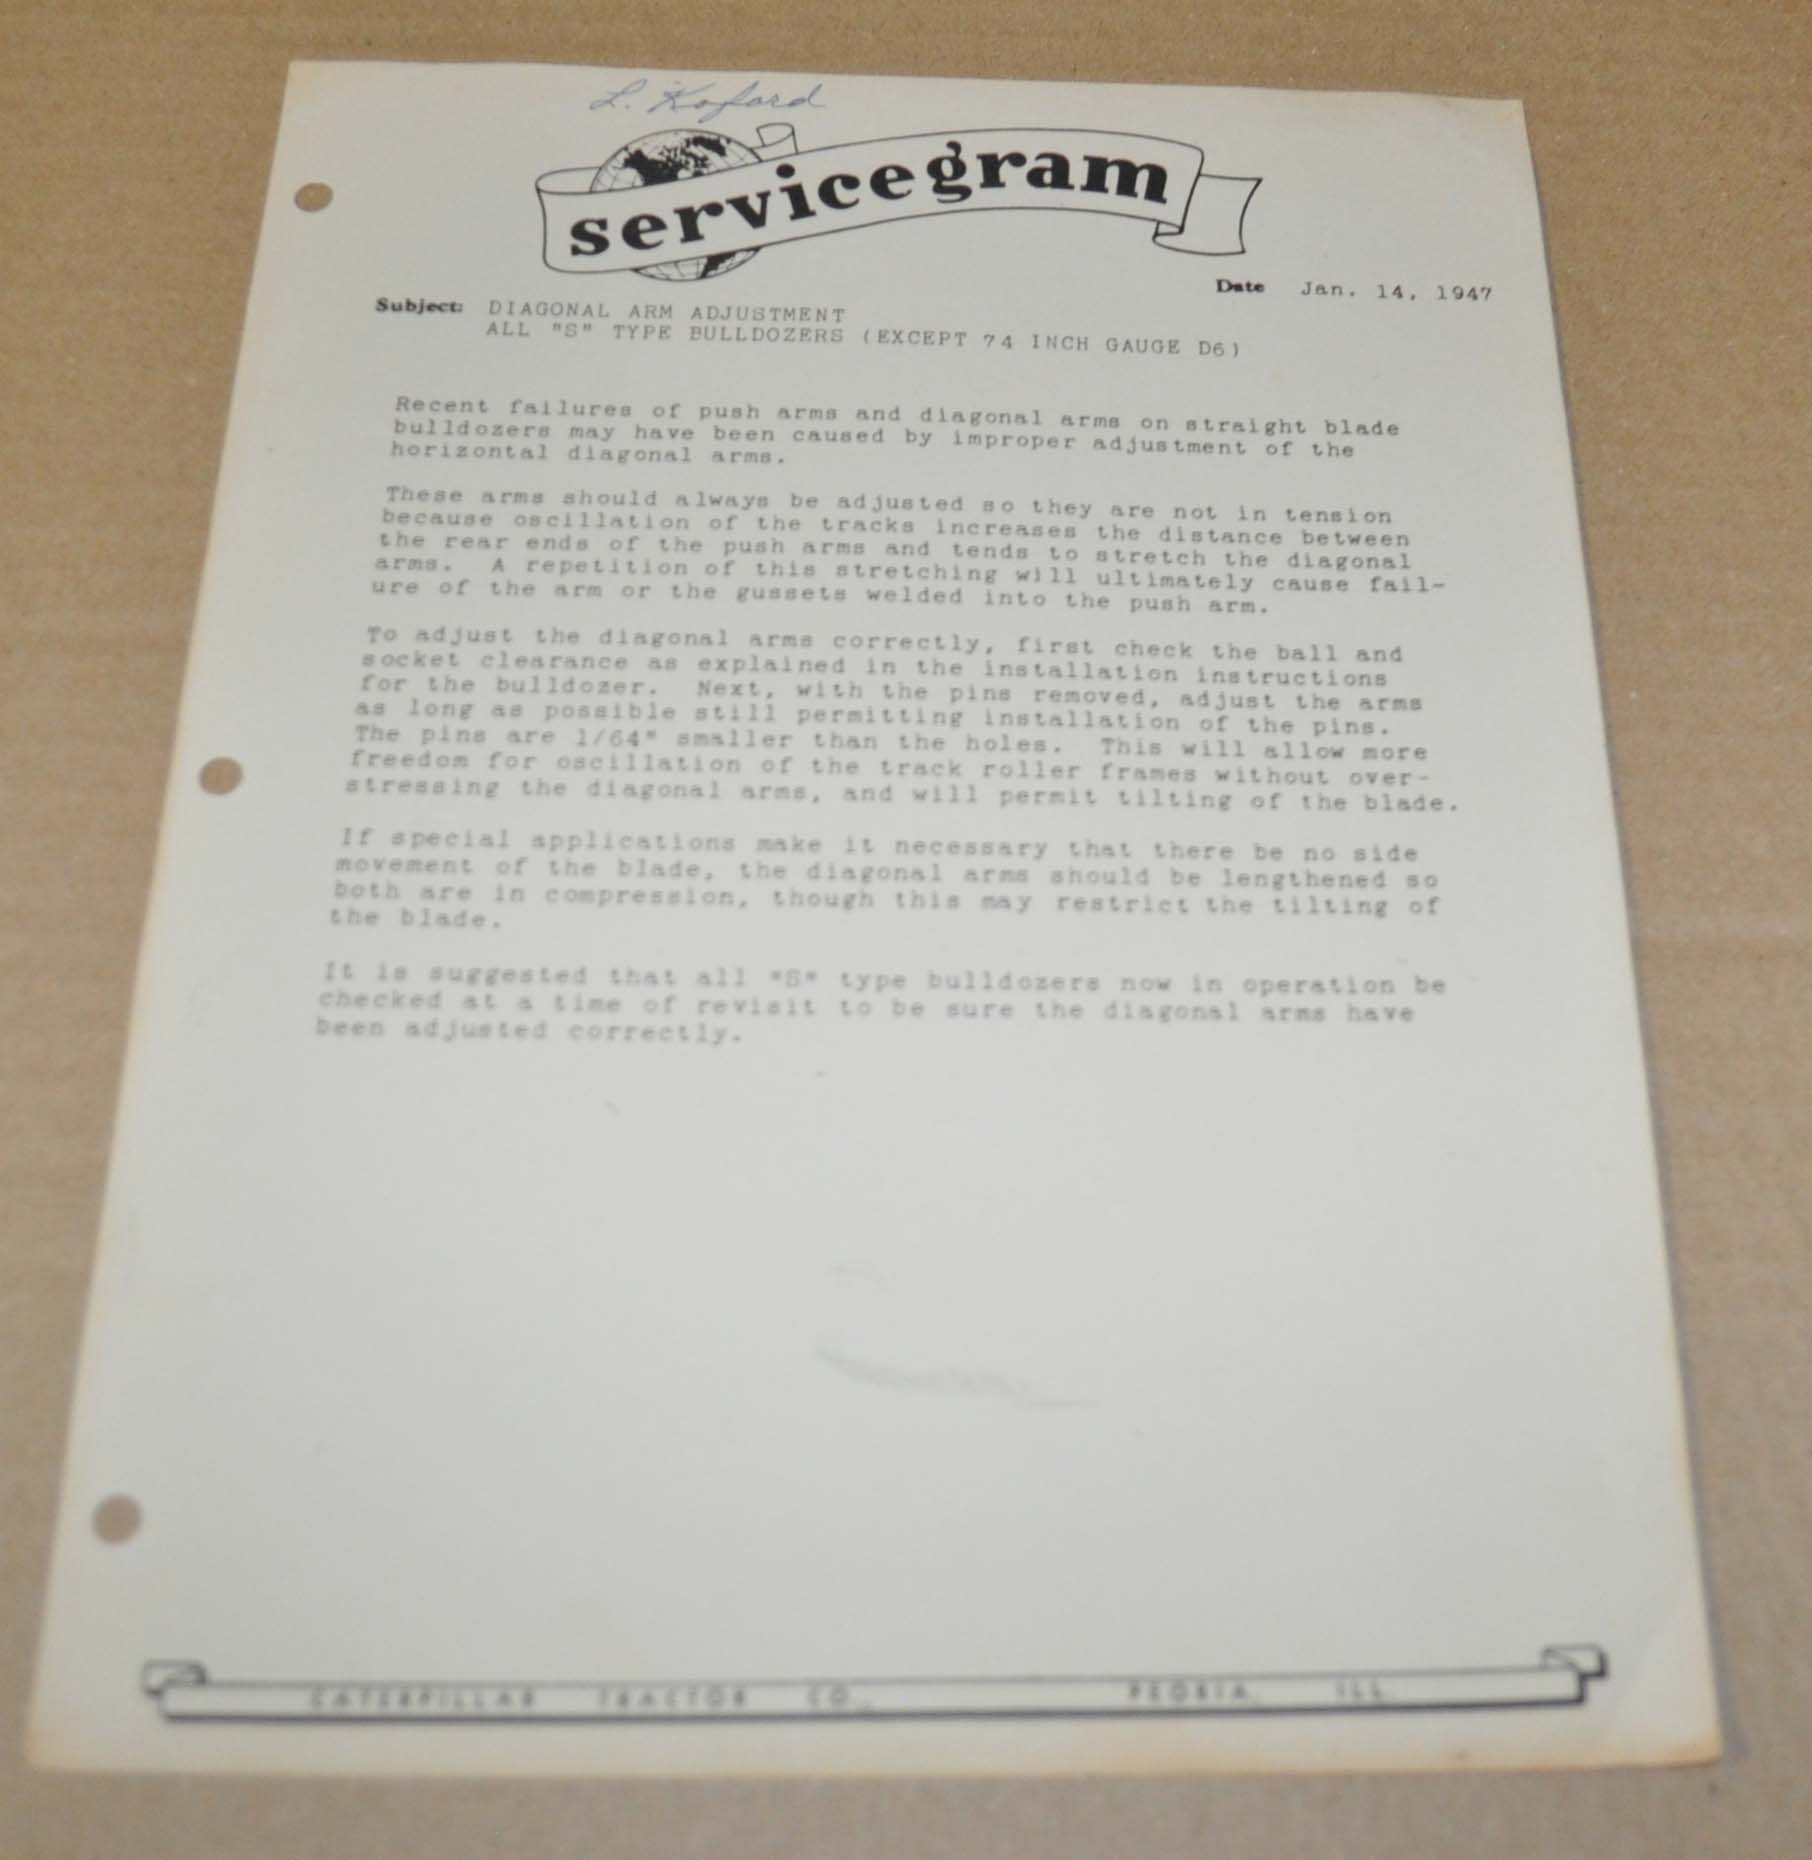 L. Koford
servicegram
Date Jan. 14, 1947
Subject: DIAGONAL ARM ADJUSTMENT
ALL "S" TYPE BULLDOZERS (EXCEPT 74 INCH GAUGE D6)
Recent failures of push arms and diagonal arms on straight blade
bulldozers may have been caused by improper adjustment of the
horizontal diagonal arms.
These arms should always be adjusted so they are not in tension
because oscillation of the tracks increases the distance between
the rear ends of the push arms and tends to stretch the diagonal
arms. A repetition of this stretching will ultimately cause fail-
ure of the arm or the gussets welded into the push arm.
To adjust the diagonal arms correctly, first check the ball and
socket clearance as explained in the installation instructions
for the bulldozer. Next, with the pins removed, adjust the arms
as long as possible still permitting installation of the pins.
The pins are 1/64" smaller than the holes. This will allow more
freedom for oscillation of the track roller frames without over-
stressing the diagonal arms, and will permit tilting of the blade.
If special applications make it necessary that there be no side
movement of the blade, the diagonal arms should be lengthened so
both are in compression, though this may restrict the tilting of
the blade.
It is suggested that all "S" type bulldozers now in operation be
checked at a time of revisit to be sure the diagonal arms have
been adjusted correctly.
CATERPILLAR TRACTOR CO., PEORIA, ILL.